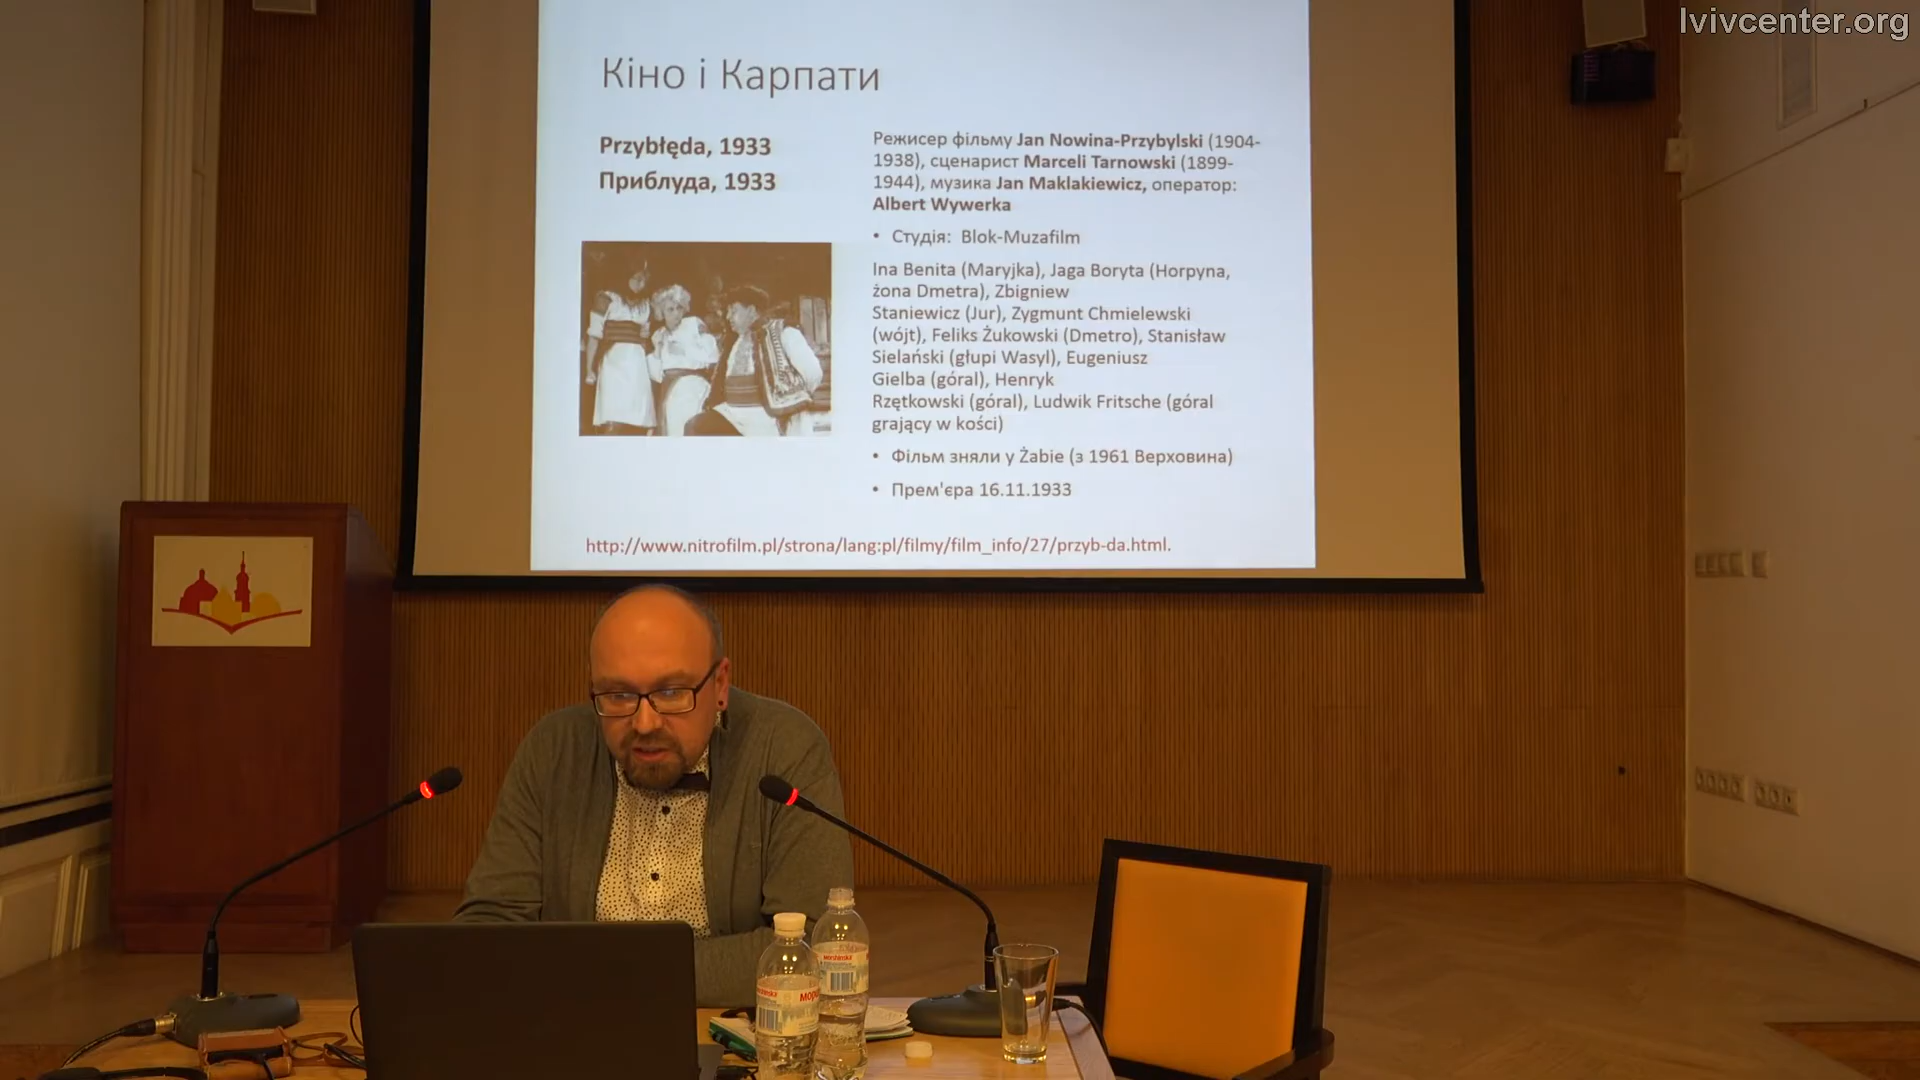 lvivcenter.org
Кіно і Карпати
Przybłęda, 1933
Приблуда, 1933
Режисер фільму Jan Nowina-Przybylski (1904-
1938), сценарист Marceli Tarnowski (1899-
1944), музика Jan Maklakiewicz, оператор:
Albert Wywerka
• Студія: Blok-Muzafilm
Ina Benita (Maryjka), Jaga Boryta (Horpyna,
żona Dmetra), Zbigniew
Staniewicz (Jur), Zygmunt Chmielewski
(wójt), Feliks Żukowski (Dmetro), Stanisław
Sielański (głupi Wasyl), Eugeniusz
Gielba (góral), Henryk
Rzętkowski (góral), Ludwik Fritsche (góral
grający w kości)
• Фільм зняли у Żabie (з 1961 Верховина)
• Прем'єра 16.11.1933
http://www.nitrofilm.pl/strona/lang:pl/filmy/film_info/27/przyb-da.html.